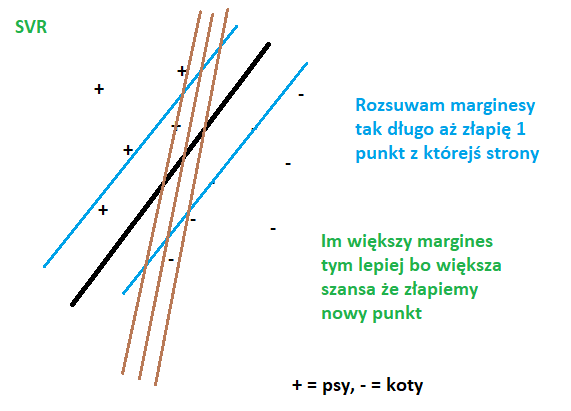 SVR
Rozsuwam marginesy
tak długo aż złapię 1
punkt z którejś strony
Im większy margines
tym lepiej bo większa
szansa że złapiemy
nowy punkt
+ = psy, - = koty